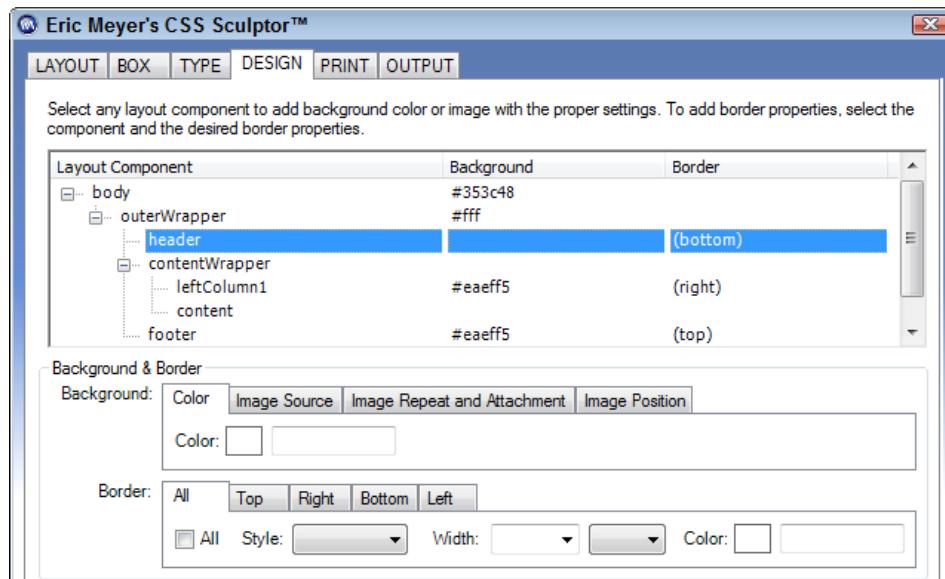 Eric Meyer's CSS Sculptor™
LAYOUT BOX TYPE DESIGN PRINT OUTPUT
Select any layout component to add background color or image with the proper settings. To add border properties, select the
component and the desired border properties.
Layout Component Background Border
body #353c48
outerWrapper #fff
header (bottom)
contentWrapper
leftColumn1 #eaeff5 (right)
content
footer #eaeff5 (top)
Background & Border
Background: Color Image Source Image Repeat and Attachment Image Position
Color:
Border: All Top Right Bottom Left
All Style: Width: Color: